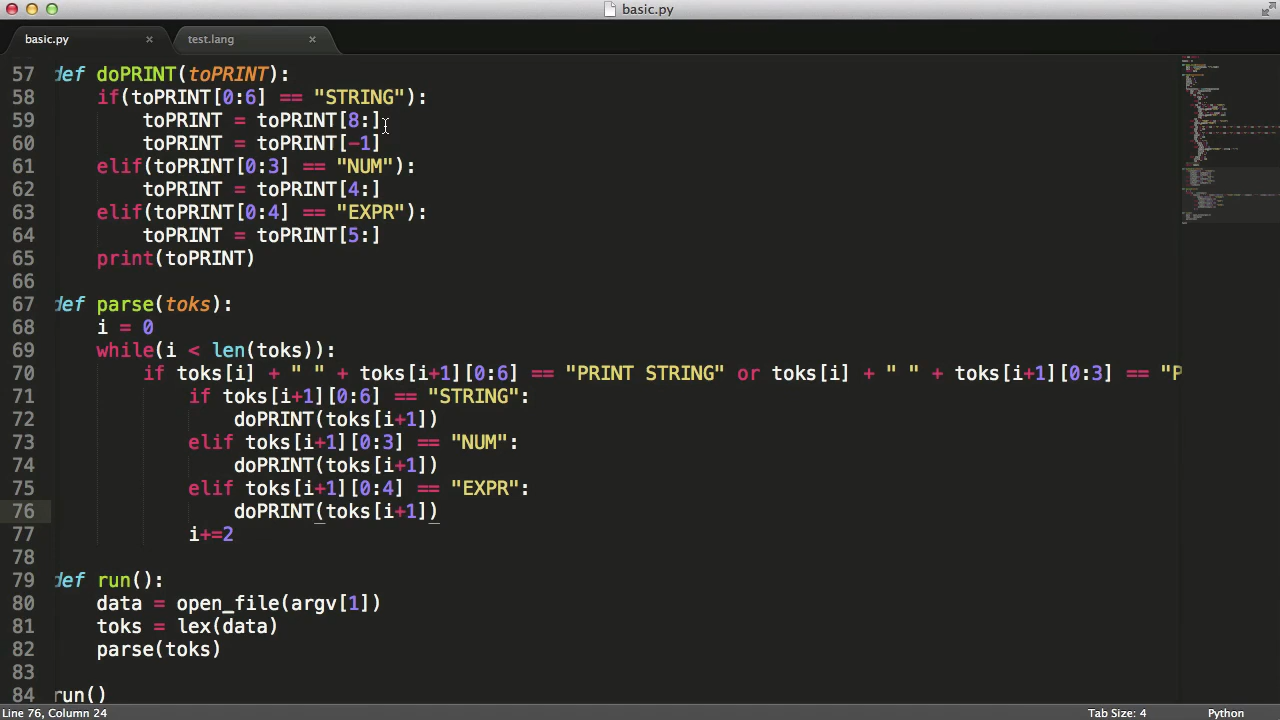 basic.py
basic.py × test.lang ×
57 def doPRINT(toPRINT):
58 if(toPRINT[0:6] == "STRING"):
59 toPRINT = toPRINT[8:]
60 toPRINT = toPRINT[-1]
61 elif(toPRINT[0:3] == "NUM"):
62 toPRINT = toPRINT[4:]
63 elif(toPRINT[0:4] == "EXPR"):
64 toPRINT = toPRINT[5:]
65 print(toPRINT)
66
67 def parse(toks):
68 i = 0
69 while(i < len(toks)):
70 if toks[i] + " " + toks[i+1][0:6] == "PRINT STRING" or toks[i] + " " + toks[i+1][0:3] == "P
71 if toks[i+1][0:6] == "STRING":
72 doPRINT(toks[i+1])
73 elif toks[i+1][0:3] == "NUM":
74 doPRINT(toks[i+1])
75 elif toks[i+1][0:4] == "EXPR":
76 doPRINT(toks[i+1])
77 i+=2
78
79 def run():
80 data = open_file(argv[1])
81 toks = lex(data)
82 parse(toks)
83
84 run()
Line 76, Column 24 Tab Size: 4 Python